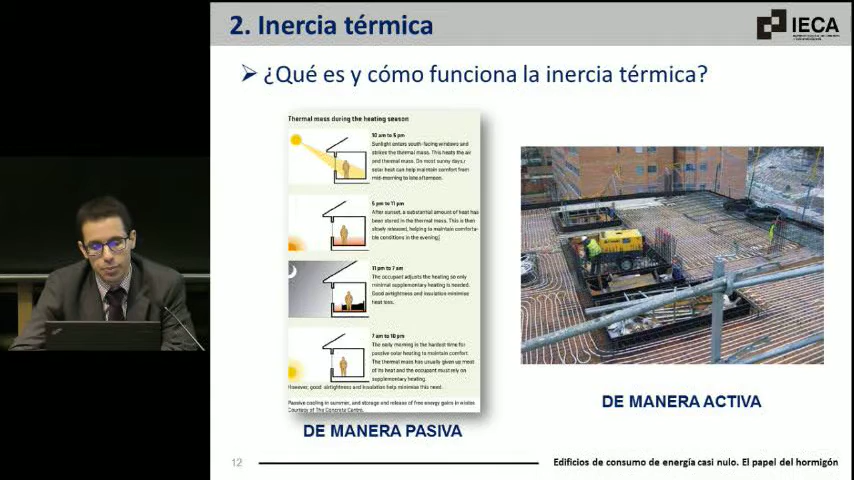 2. Inercia térmica
IECA
¿Qué es y cómo funciona la inercia térmica?
Thermal mass during the heating season
10 am to 5 pm
Sunlight enters south-facing windows and
strikes the thermal mass. This heats the air
and thermal mass. On most sunny days,
solar heat can help maintain comfort from
mid-morning to late afternoon.
5 pm to 11 pm
After sunset, a substantial amount of heat has
been stored in the thermal mass. This is then
slowly released, helping to maintain comforta-
ble conditions in the evening.
11 pm to 7 am
The occupant adjusts the heating so only
minimal supplementary heating is needed.
Good airtightness and insulation minimise
heat loss.
7 am to 10 am
The early morning is the hardest time for
passive solar heating to maintain comfort.
The thermal mass has usually given up most
of its heat and the occupant must rely on
supplementary heating.
However, good airtightness and insulation help minimise this need.
Passive cooling in summer, and storage and release of free energy gains in winter.
Courtesy of The Concrete Centre.
DE MANERA PASIVA
DE MANERA ACTIVA
12
Edificios de consumo de energía casi nulo. El papel del hormigón